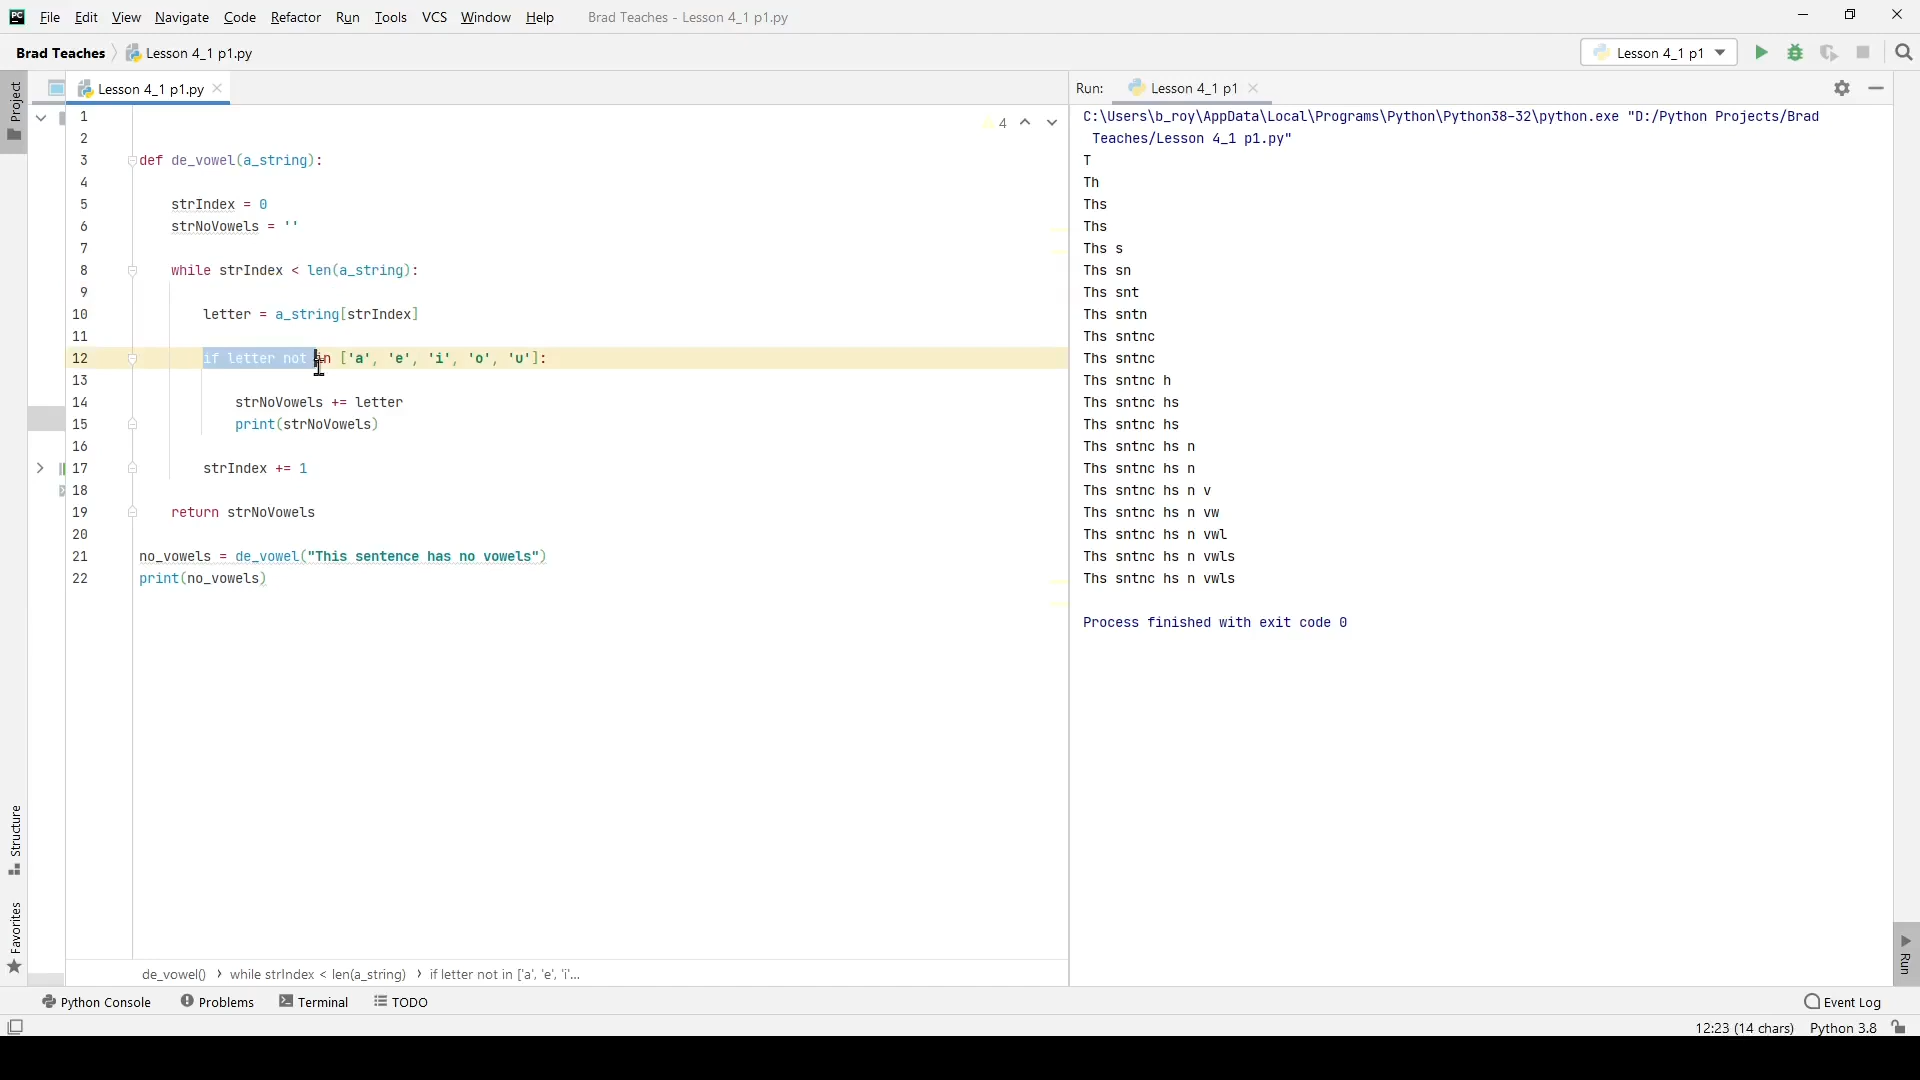 PC File Edit View Navigate Code Refactor Run Tools VCS Window Help Brad Teaches - Lesson 4_1 p1.py
Brad Teaches Lesson 4_1 p1.py Lesson 4_1 p1
Project
Lesson 4_1 p1.py
Run: Lesson 4_1 p1
4
1
2
3 def de_vowel(a_string):
4
5 strIndex = 0
6 strNoVowels = ''
7
8 while strIndex < len(a_string):
9
10 letter = a_string[strIndex]
11
12 if letter not in ['a', 'e', 'i', 'o', 'u']:
13
14 strNoVowels += letter
15 print(strNoVowels)
16
17 strIndex += 1
18
19 return strNoVowels
20
21 no_vowels = de_vowel("This sentence has no vowels")
22 print(no_vowels)
C:\Users\b_roy\AppData\Local\Programs\Python\Python38-32\python.exe "D:/Python Projects/Brad
Teaches/Lesson 4_1 p1.py"
T
Th
Ths
Ths
Ths s
Ths sn
Ths snt
Ths sntn
Ths sntnc
Ths sntnc
Ths sntnc h
Ths sntnc hs
Ths sntnc hs
Ths sntnc hs n
Ths sntnc hs n
Ths sntnc hs n v
Ths sntnc hs n vw
Ths sntnc hs n vwl
Ths sntnc hs n vwls
Ths sntnc hs n vwls
Process finished with exit code 0
Structure
Favorites
Run
de_vowel() › while strIndex < len(a_string) › if letter not in ['a', 'e', 'i'...
Python Console Problems Terminal TODO Event Log
12:23 (14 chars) Python 3.8